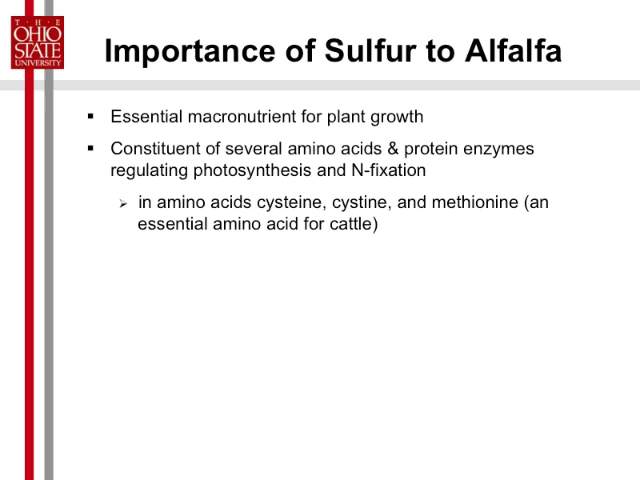 T · H · E
OHIO
STATE
UNIVERSITY
Importance of Sulfur to Alfalfa
▪ Essential macronutrient for plant growth
▪ Constituent of several amino acids & protein enzymes
regulating photosynthesis and N-fixation
➢ in amino acids cysteine, cystine, and methionine (an
essential amino acid for cattle)